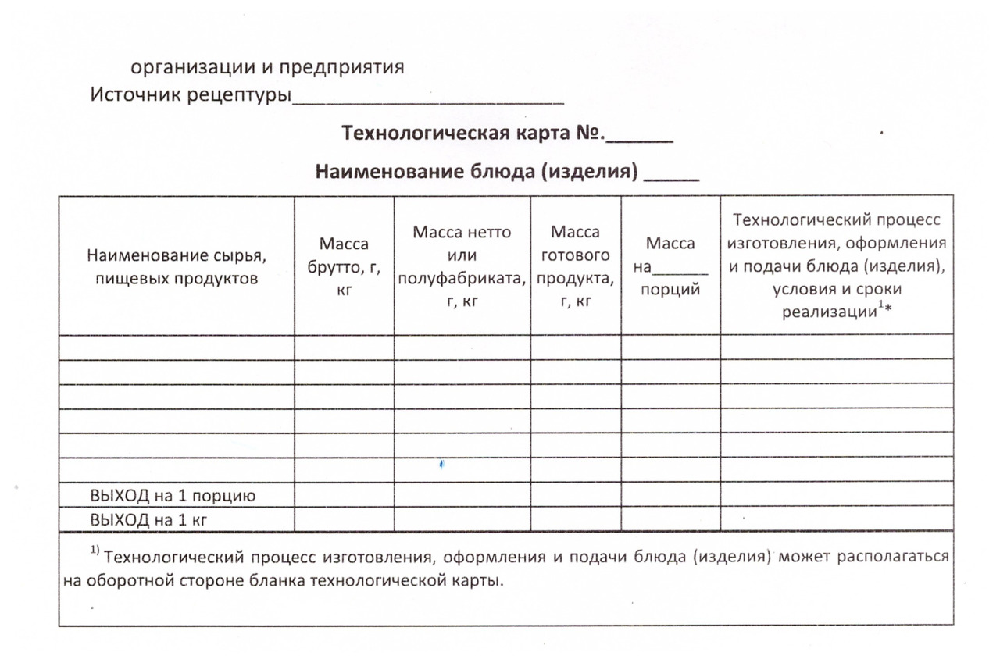 организации и предприятия
Источник рецептуры________________________
Технологическая карта №.______
Наименование блюда (изделия) _____
Наименование сырья,
пищевых продуктов
Масса
брутто, г,
кг
Масса нетто
или
полуфабриката,
г, кг
Масса
готового
продукта,
г, кг
Масса
на______
порций
Технологический процесс
изготовления, оформления
и подачи блюда (изделия),
условия и сроки
реализации¹*
ВЫХОД на 1 порцию
ВЫХОД на 1 кг
¹⁾ Технологический процесс изготовления, оформления и подачи блюда (изделия) может располагаться
на оборотной стороне бланка технологической карты.